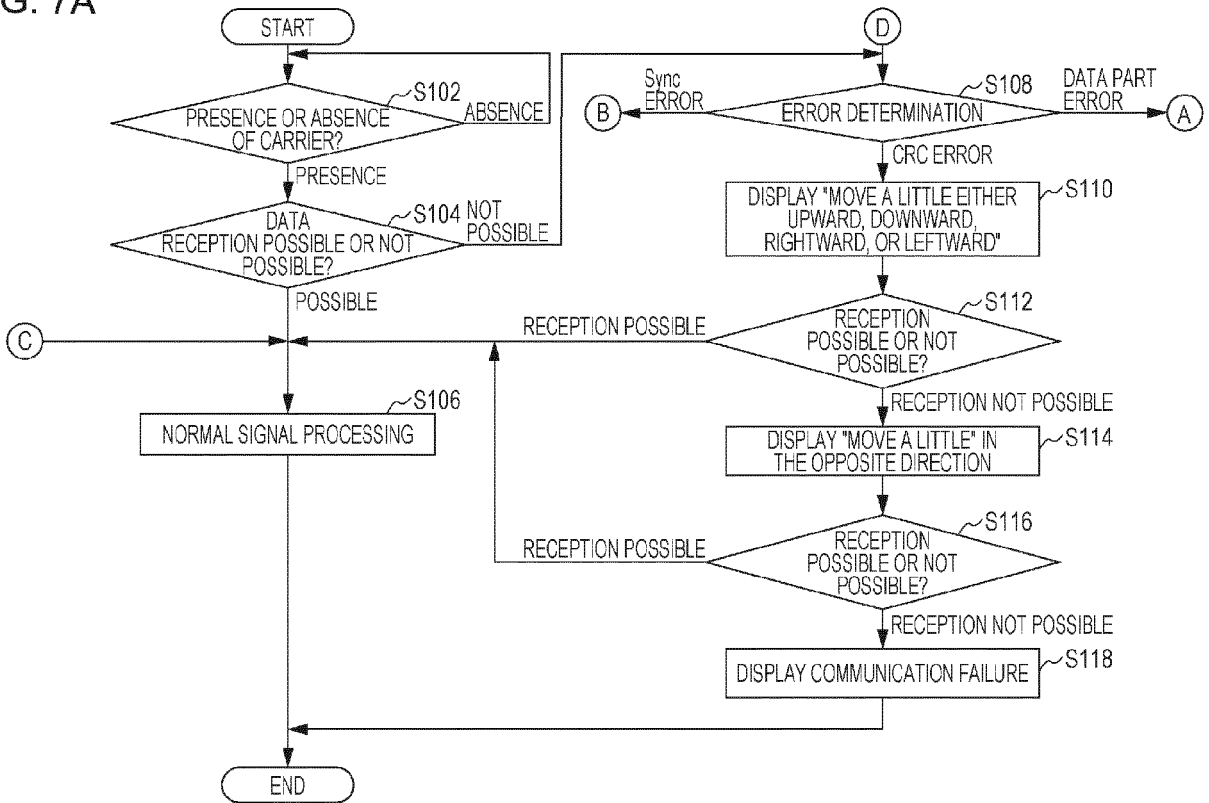 G. 7A
START
S102
PRESENCE OR ABSENCE
OF CARRIER?
ABSENCE
PRESENCE
S104
DATA
RECEPTION POSSIBLE OR NOT
POSSIBLE?
NOT
POSSIBLE
POSSIBLE
C
S106
NORMAL SIGNAL PROCESSING
END
D
S108
ERROR DETERMINATION
Sync
ERROR
B
DATA PART
ERROR
A
CRC ERROR
S110
DISPLAY "MOVE A LITTLE EITHER
UPWARD, DOWNWARD,
RIGHTWARD, OR LEFTWARD"
S112
RECEPTION
POSSIBLE OR NOT
POSSIBLE?
RECEPTION POSSIBLE
RECEPTION NOT POSSIBLE
S114
DISPLAY "MOVE A LITTLE" IN
THE OPPOSITE DIRECTION
S116
RECEPTION
POSSIBLE OR NOT
POSSIBLE?
RECEPTION POSSIBLE
RECEPTION NOT POSSIBLE
S118
DISPLAY COMMUNICATION FAILURE